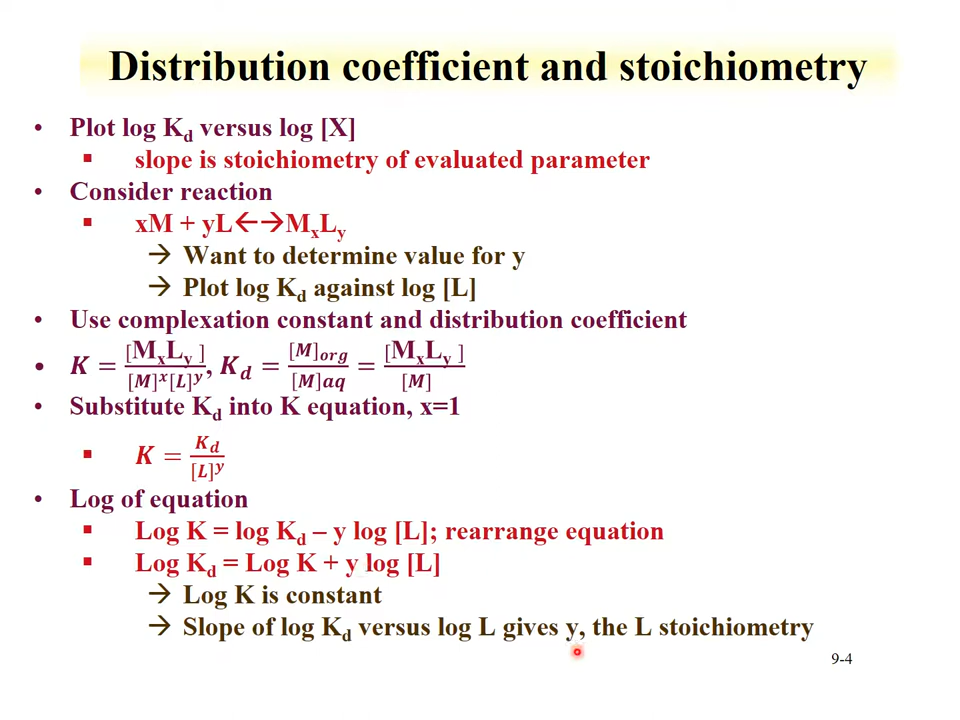 Distribution coefficient and stoichiometry
• Plot log Kd versus log [X]
▪ slope is stoichiometry of evaluated parameter
• Consider reaction
▪ xM + yL←→MxLy
→ Want to determine value for y
→ Plot log Kd against log [L]
• Use complexation constant and distribution coefficient
• K = [MxLy ]/[M]^x[L]^y, Kd = [M]org/[M]aq = [MxLy ]/[M]
• Substitute Kd into K equation, x=1
▪ K = Kd/[L]^y
• Log of equation
▪ Log K = log Kd – y log [L]; rearrange equation
▪ Log Kd = Log K + y log [L]
→ Log K is constant
→ Slope of log Kd versus log L gives y, the L stoichiometry
9-4